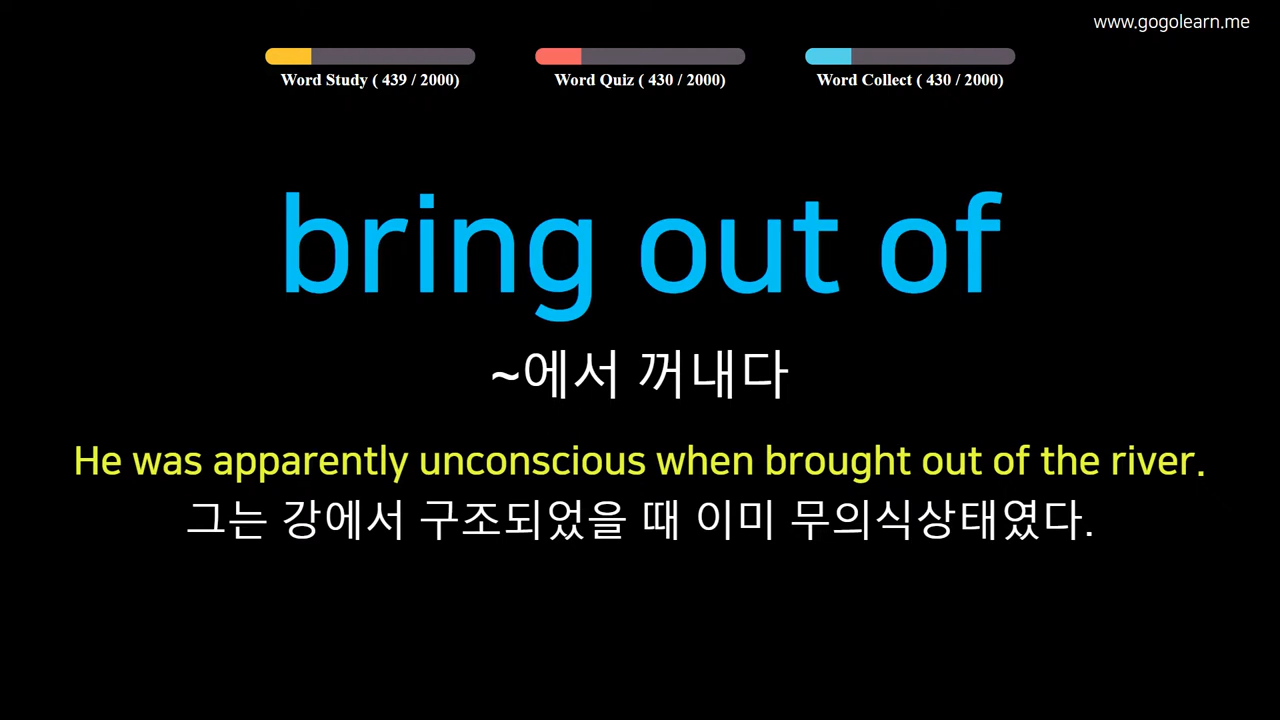 www.gogolearn.me
Word Study ( 439 / 2000)
Word Quiz ( 430 / 2000)
Word Collect ( 430 / 2000)
bring out of
~에서 꺼내다
He was apparently unconscious when brought out of the river.
그는 강에서 구조되었을 때 이미 무의식상태였다.